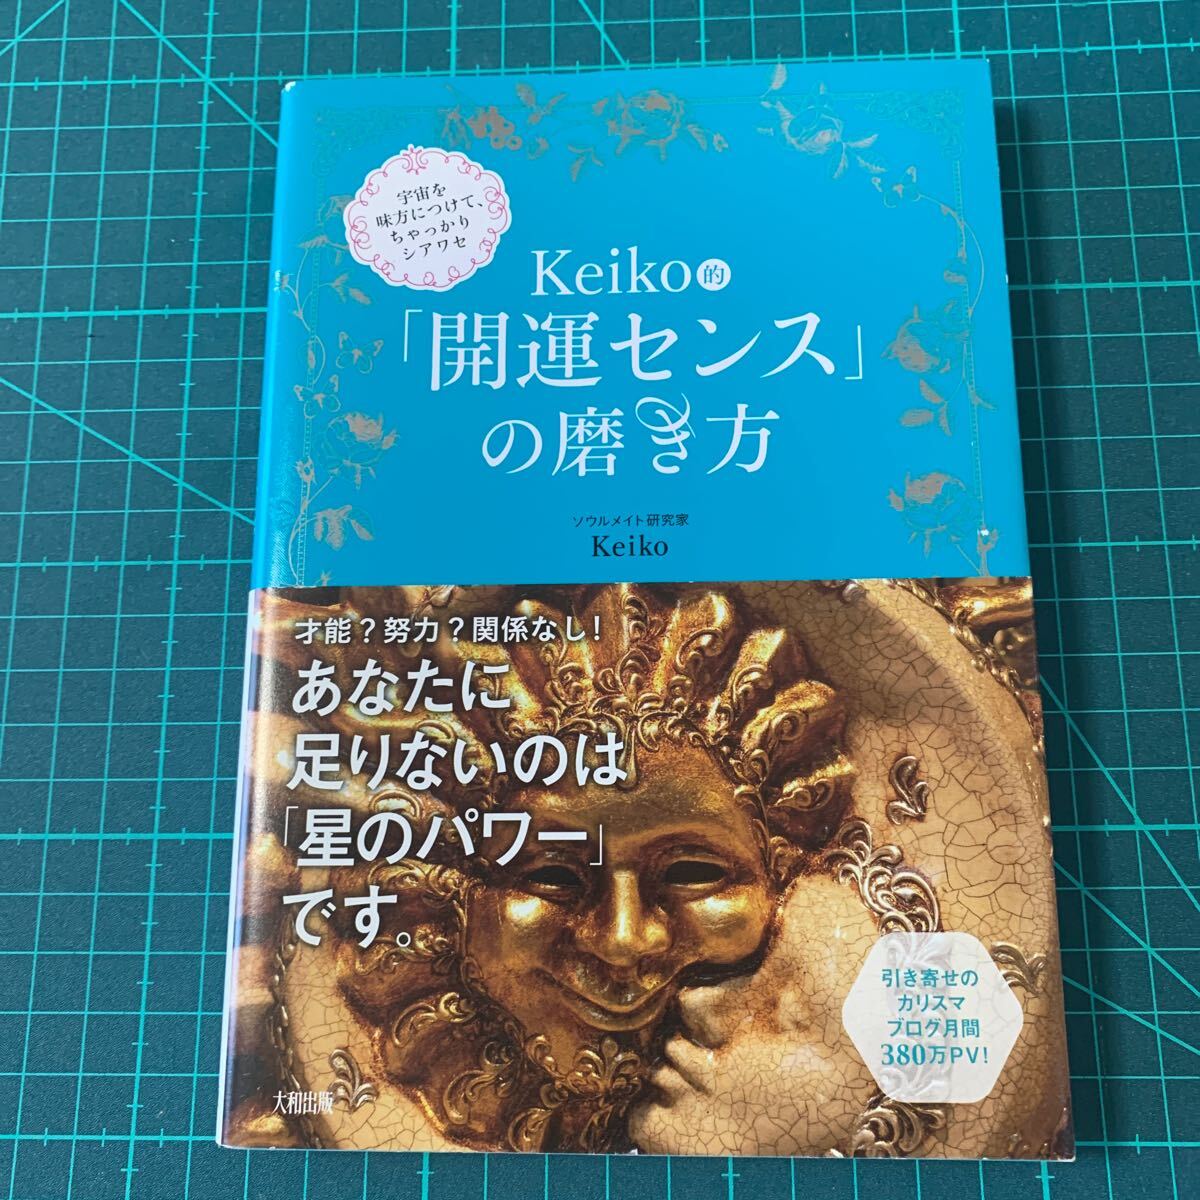 宇宙を
味方につけて、
ちゃっかり
シアワセ
Keiko的
「開運センス」
の磨き方
ソウルメイト研究家
Keiko
才能？努力？関係なし！
あなたに
足りないのは
「星のパワー」
です。
引き寄せの
カリスマ
ブログ月間
380万PV！
大和出版